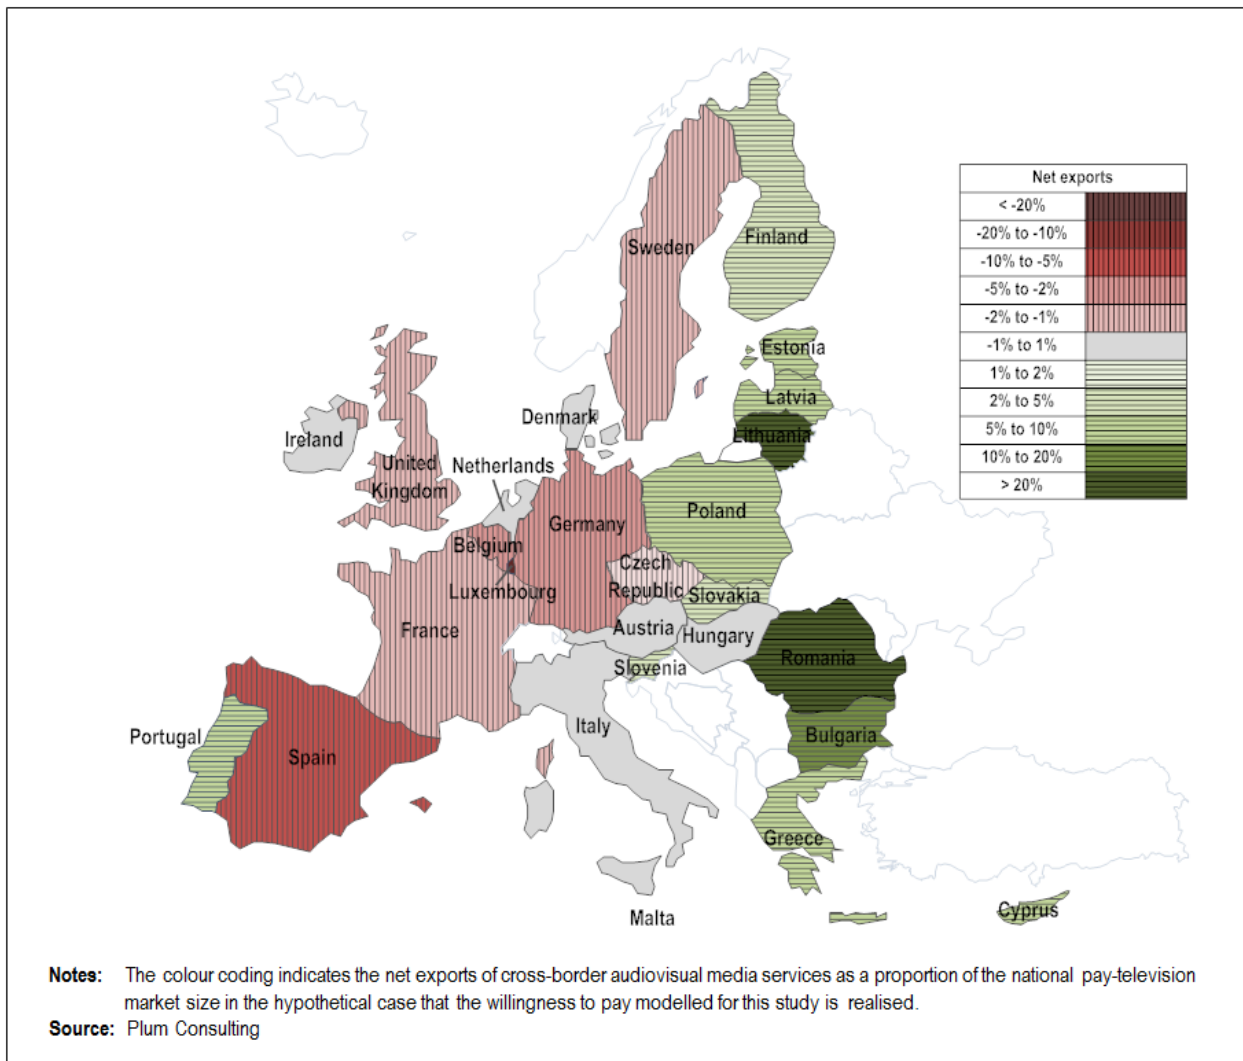 Net exports
< -20%
-20% to -10%
-10% to -5%
-5% to -2%
-2% to -1%
-1% to 1%
1% to 2%
2% to 5%
5% to 10%
10% to 20%
> 20%
Finland
Sweden
Estonia
Latvia
Lithuania
Denmark
Ireland
United
Kingdom
Netherlands
Poland
Germany
Belgium
Luxembourg
Czech
Republic
Slovakia
France
Austria
Hungary
Slovenia
Romania
Italy
Portugal
Spain
Bulgaria
Greece
Malta
Cyprus
Notes: The colour coding indicates the net exports of cross-border audiovisual media services as a proportion of the national pay-television
market size in the hypothetical case that the willingness to pay modelled for this study is realised.
Source: Plum Consulting